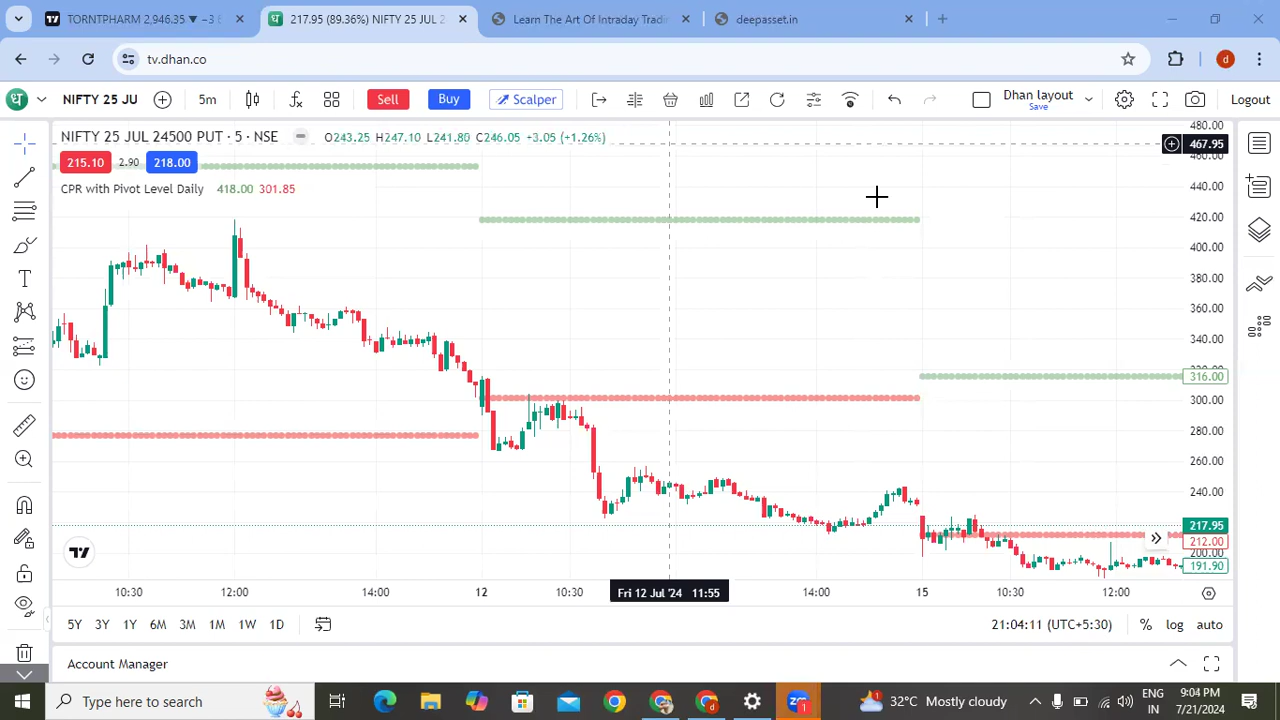 TORNTPHARM 2,946.35 ▼ −3
217.95 (89.36%) NIFTY 25 JUL 2
Learn The Art Of Intraday Tradin
deepasset.in
tv.dhan.co
NIFTY 25 JU
5m
Sell
Buy
Scalper
Dhan layout
Save
Logout
NIFTY 25 JUL 24500 PUT · 5 · NSE
O243.25 H247.10 L241.80 C246.05 +3.05 (+1.26%)
215.10
2.90
218.00
CPR with Pivot Level Daily 418.00 301.85
480.00
467.95
460.00
440.00
420.00
400.00
380.00
360.00
340.00
316.00
300.00
280.00
260.00
240.00
217.95
212.00
200.00
191.90
10:30
12:00
14:00
12
10:30
Fri 12 Jul '24 11:55
14:00
15
10:30
12:00
5Y 3Y 1Y 6M 3M 1M 1W 1D
21:04:11 (UTC+5:30)
% log auto
Account Manager
Type here to search
32°C Mostly cloudy
ENG
IN
9:04 PM
7/21/2024